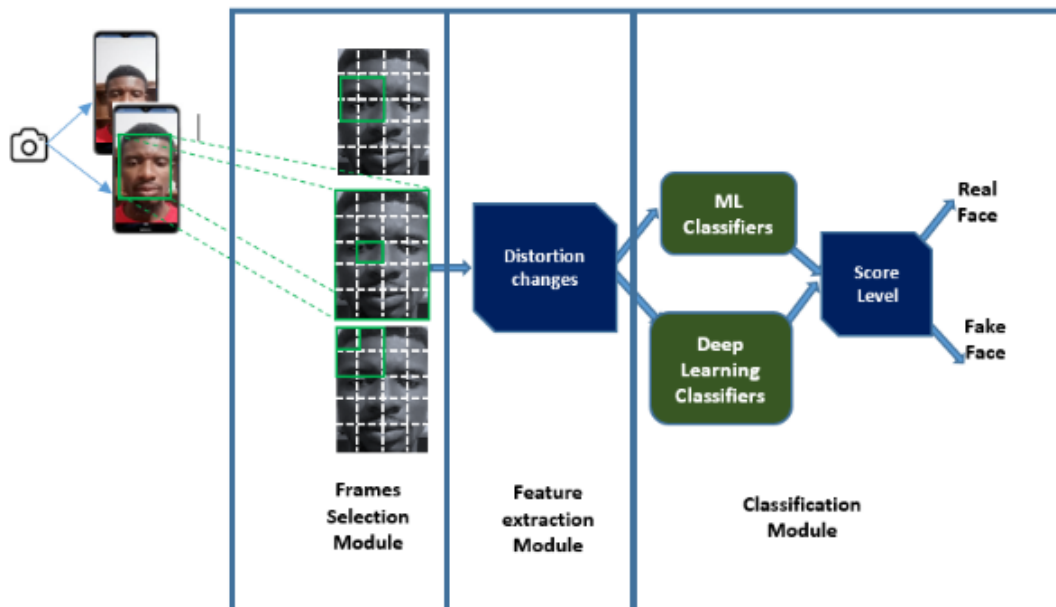 Distortion
changes
ML
Classifiers
Deep
Learning
Classifiers
Score
Level
Real
Face
Fake
Face
Frames
Selection
Module
Feature
extraction
Module
Classification
Module